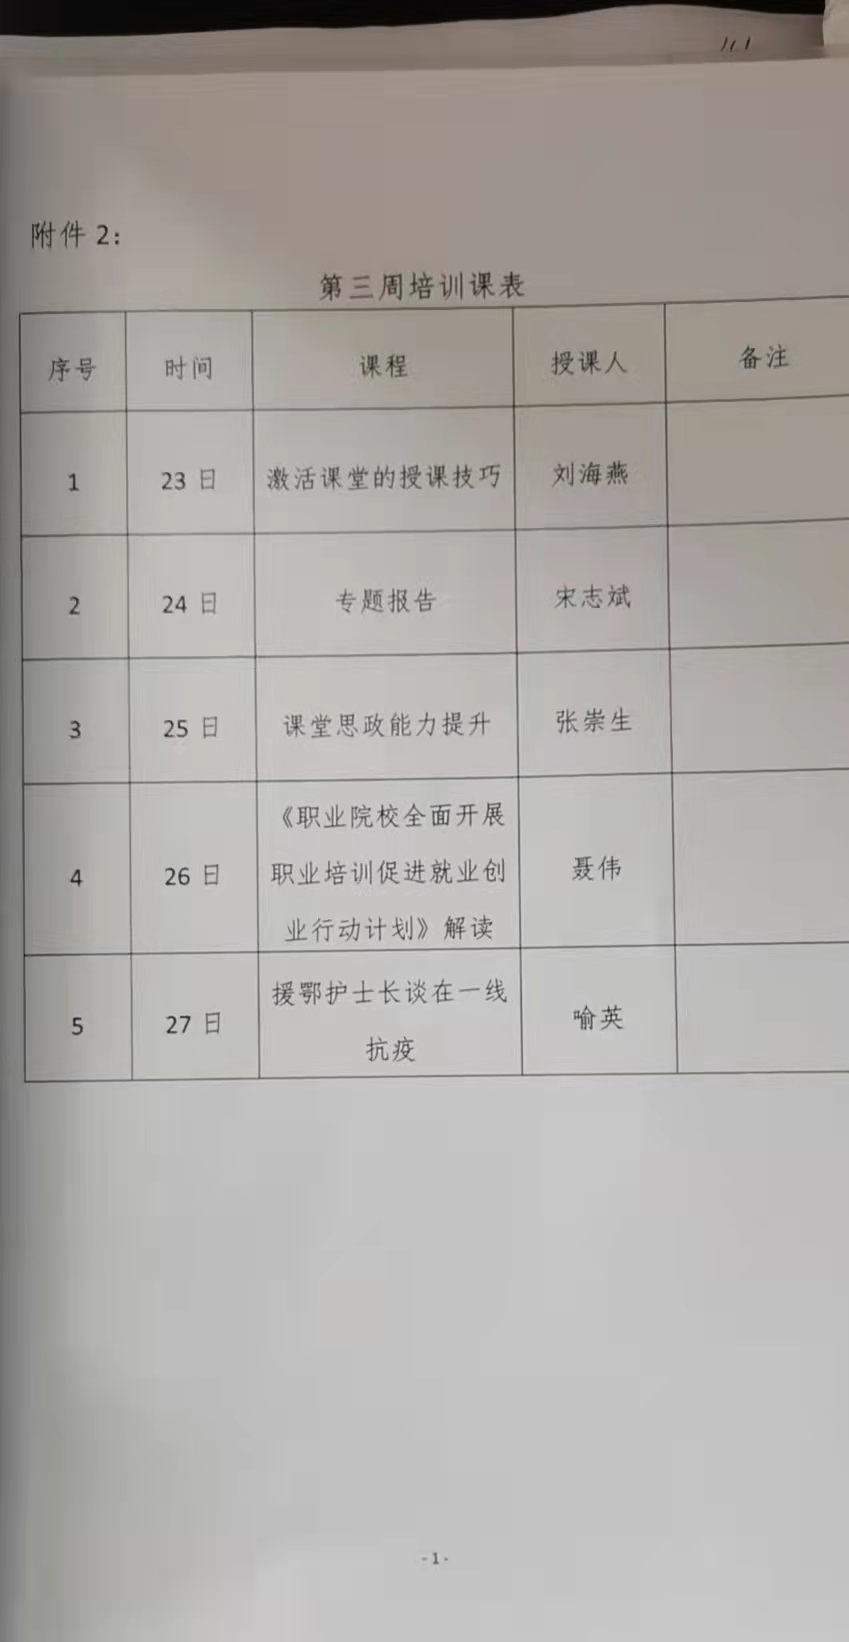 附件 2：
第三周培训课表
序号 时间 课程 授课人 备注
1 23 日 激活课堂的授课技巧 刘海燕
2 24 日 专题报告 宋志斌
3 25 日 课堂思政能力提升 张崇生
《职业院校全面开展
4 26 日 职业培训促进就业创 聂伟
业行动计划》解读
援鄂护士长谈在一线
5 27 日 喻英
抗疫
- 1 -